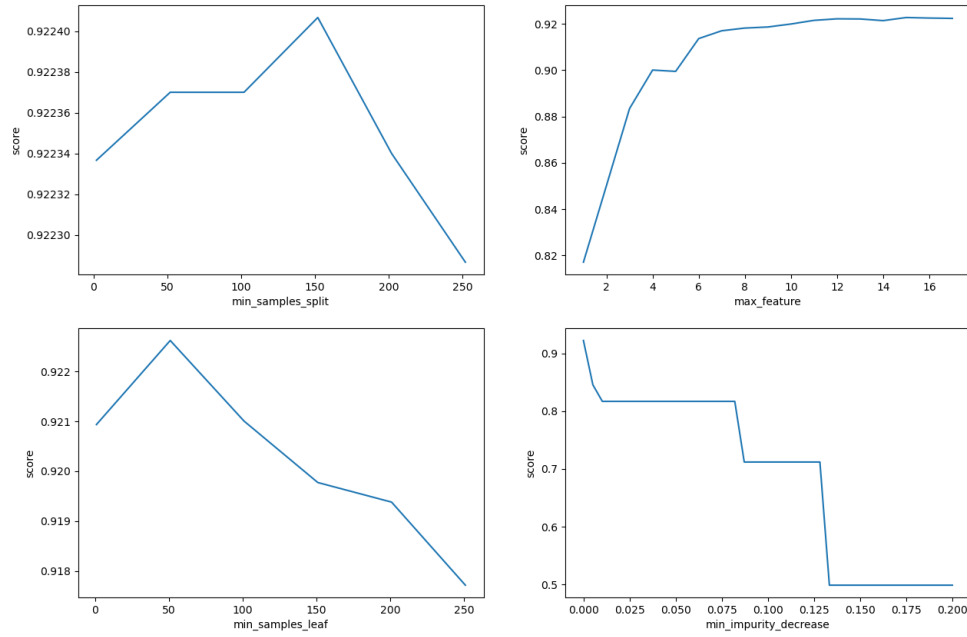 score
0.92240
0.92238
0.92236
0.92234
0.92232
0.92230
0 50 100 150 200 250
min_samples_split
score
0.92
0.90
0.88
0.86
0.84
0.82
2 4 6 8 10 12 14 16
max_feature
score
0.922
0.921
0.920
0.919
0.918
0 50 100 150 200 250
min_samples_leaf
score
0.9
0.8
0.7
0.6
0.5
0.000 0.025 0.050 0.075 0.100 0.125 0.150 0.175 0.200
min_impurity_decrease